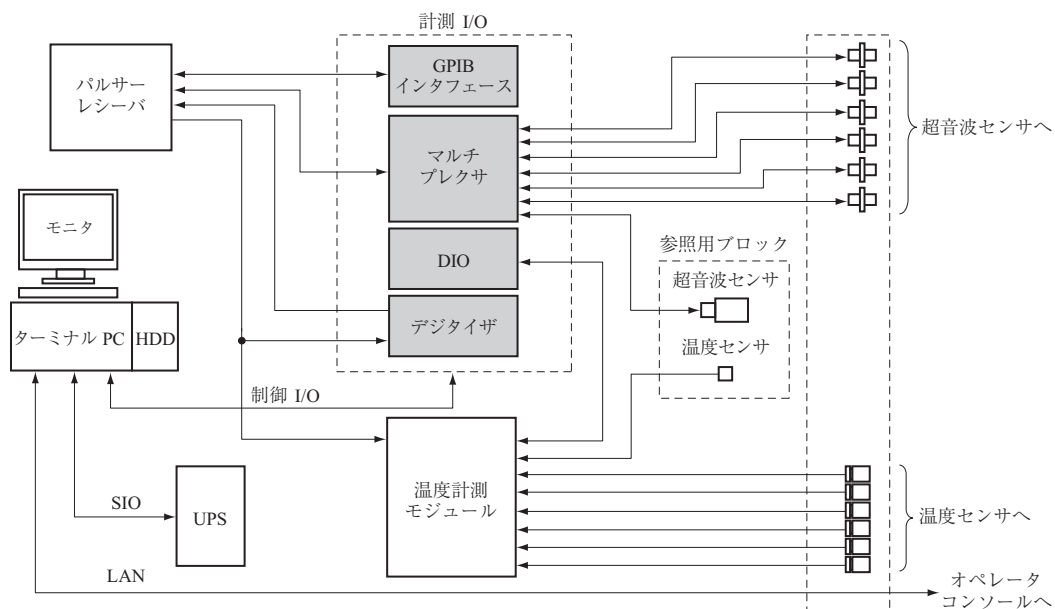 計測 I/O
パルサー
レシーバ
GPIB
インタフェース
マルチ
プレクサ
超音波センサへ
モニタ
DIO
参照用ブロック
超音波センサ
デジタイザ
ターミナル PC
HDD
温度センサ
制御 I/O
温度計測
モジュール
SIO
UPS
温度センサへ
LAN
オペレータ
コンソールへ